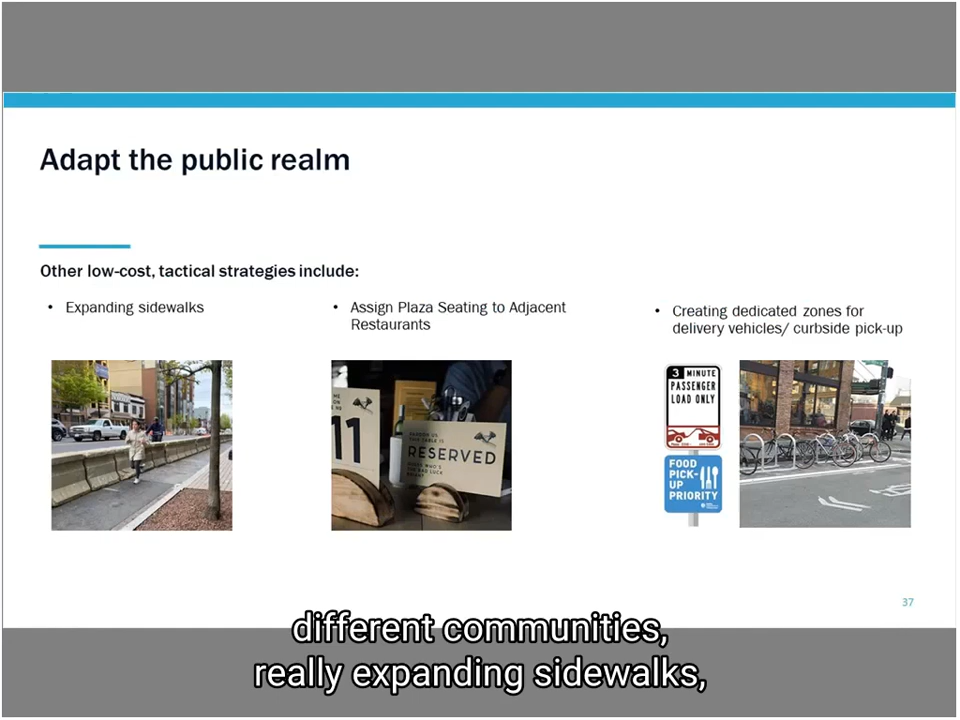 Adapt the public realm
Other low-cost, tactical strategies include:
• Expanding sidewalks
• Assign Plaza Seating to Adjacent
Restaurants
• Creating dedicated zones for
delivery vehicles/ curbside pick-up
11
RESERVED
3 MINUTE
PASSENGER
LOAD ONLY
FOOD
PICK-
UP
PRIORITY
37
different communities,
really expanding sidewalks,